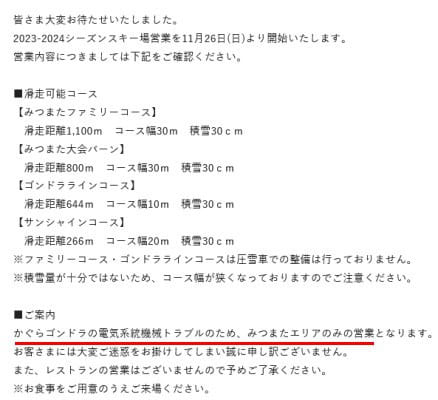 皆さま大変お待たせいたしました。
2023-2024シーズンスキー場営業を11月26日(日)より開始いたします。
営業内容につきましては下記をご確認ください。
■滑走可能コース
【みつまたファミリーコース】
滑走距離1,100m コース幅30m 積雪30ｃｍ
【みつまた大会バーン】
滑走距離800m コース幅30m 積雪30ｃｍ
【ゴンドララインコース】
滑走距離644m コース幅10m 積雪30ｃｍ
【サンシャインコース】
滑走距離266m コース幅20m 積雪30ｃｍ
※ファミリーコース・ゴンドララインコースは圧雪車での整備は行っておりません。
※積雪量が十分ではないため、コース幅が狭くなっておりますのでご注意ください。
■ご案内
かぐらゴンドラの電気系統機械トラブルのため、みつまたエリアのみの営業となります。
お客さまには大変ご迷惑をお掛けしてしまい誠に申し訳ございません。
また、レストランの営業はございませんので予めご了承ください。
※お食事をご用意のうえご来場ください。